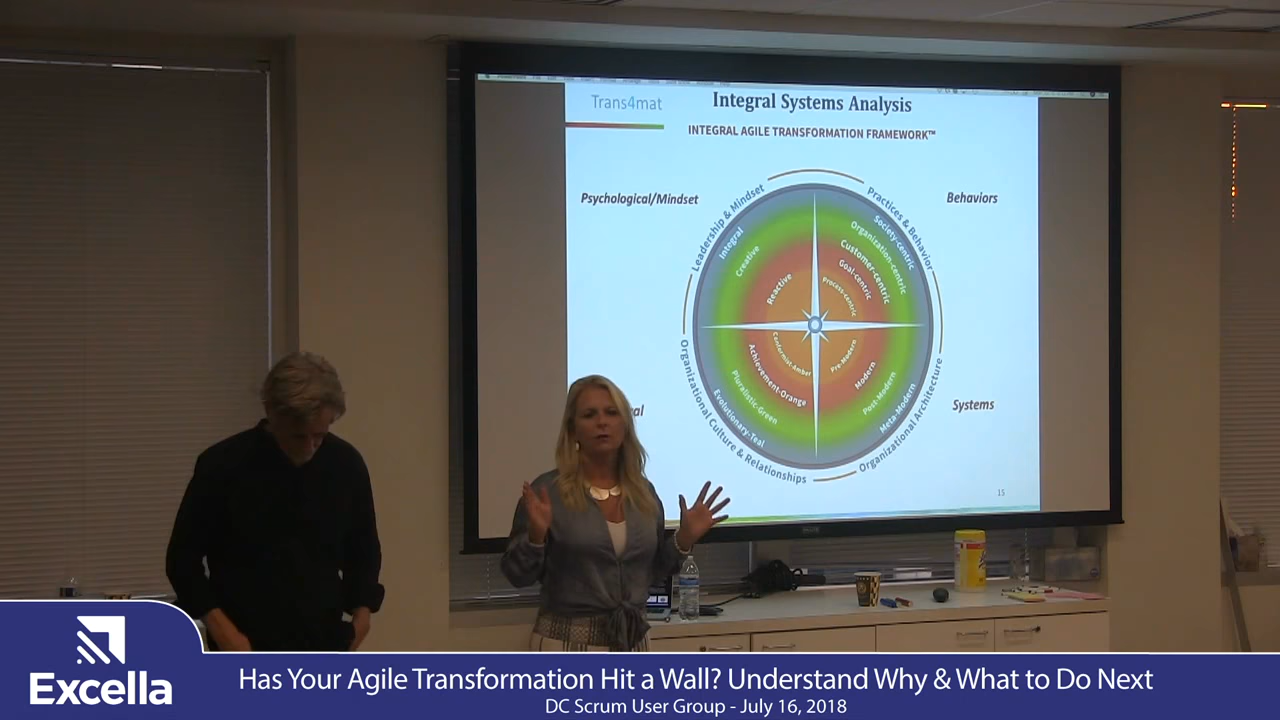 Trans4mat
Integral Systems Analysis
INTEGRAL AGILE TRANSFORMATION FRAMEWORK™
Psychological/Mindset
Behaviors
Leadership & Mindset
Practices & Behavior
Integral
Creative
Reactive
Society-centric
Organization-centric
Customer-centric
Goal-centric
Process-centric
Conformist-Amber
Achievement-Orange
Pluralistic-Green
Evolutionary-Teal
Pre-Modern
Modern
Post-Modern
Meta-Modern
Organizational Culture & Relationships
Organizational Architecture
Systems
15
Excella
Has Your Agile Transformation Hit a Wall? Understand Why & What to Do Next
DC Scrum User Group - July 16, 2018